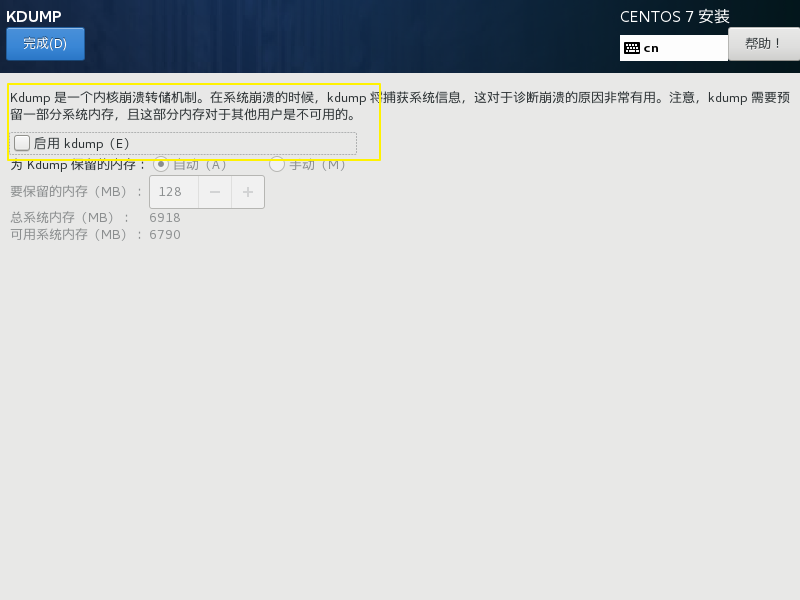 KDUMP
CENTOS 7 安装
完成(D)
cn
帮助！
Kdump 是一个内核崩溃转储机制。在系统崩溃的时候，kdump 将捕获系统信息，这对于诊断崩溃的原因非常有用。注意，kdump 需要预
留一部分系统内存，且这部分内存对于其他用户是不可用的。
启用 kdump（E）
为 Kdump 保留的内存： 自动（A） 手动（M）
要保留的内存（MB）： 128 − +
总系统内存（MB）： 6918
可用系统内存（MB）： 6790